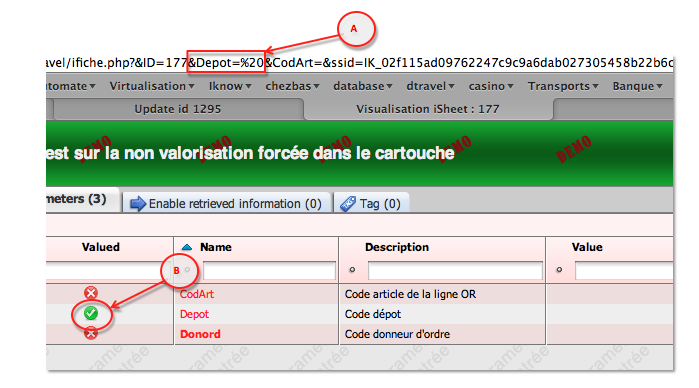 A
avel/ifiche.php?&ID=177&Depot=%20&CodArt=&ssid=IK_02f115ad09762247c9c9a6dab027305458b22b6c
utomate Virtualisation Iknow chezbas database dtravel casino Transports Banque
Update id 1295 Visualisation iSheet : 177
est sur la non valorisation forcée dans le cartouche
DEMO DEMO DEMO DEMO
meters (3) Enable retrieved information (0) Tag (0)
Valued Name Description Value
B
CodArt Code article de la ligne OR
Depot Code dépot
Donord Code donneur d'ordre